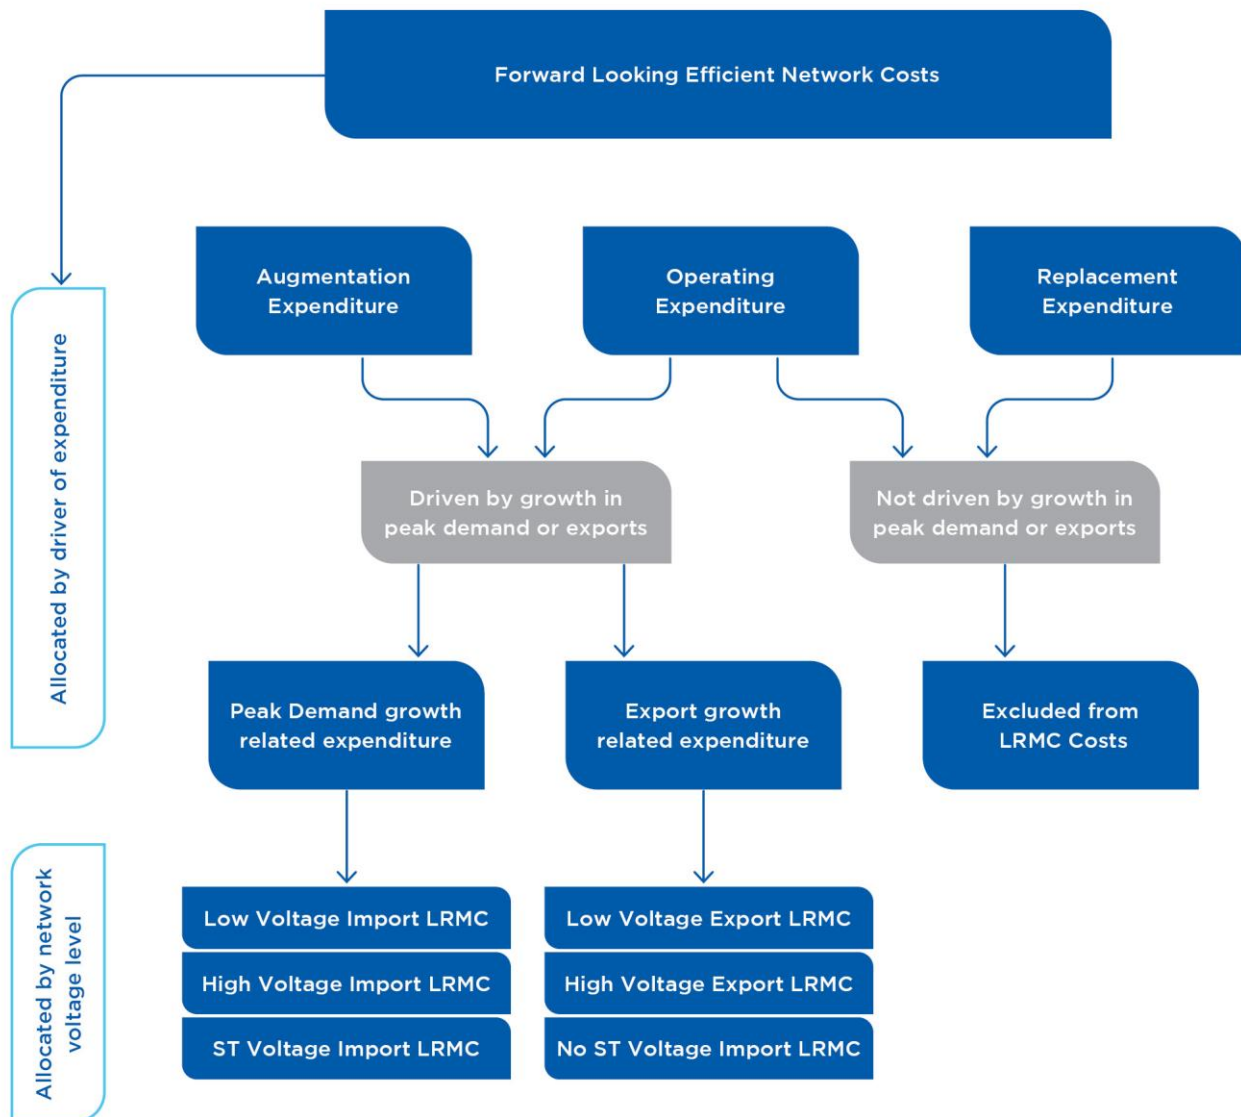 Forward Looking Efficient Network Costs
Allocated by driver of expenditure
Augmentation
Expenditure
Operating
Expenditure
Replacement
Expenditure
Driven by growth in
peak demand or exports
Not driven by growth in
peak demand or exports
Peak Demand growth
related expenditure
Export growth
related expenditure
Excluded from
LRMC Costs
Allocated by network
voltage level
Low Voltage Import LRMC
High Voltage Import LRMC
ST Voltage Import LRMC
Low Voltage Export LRMC
High Voltage Export LRMC
No ST Voltage Import LRMC